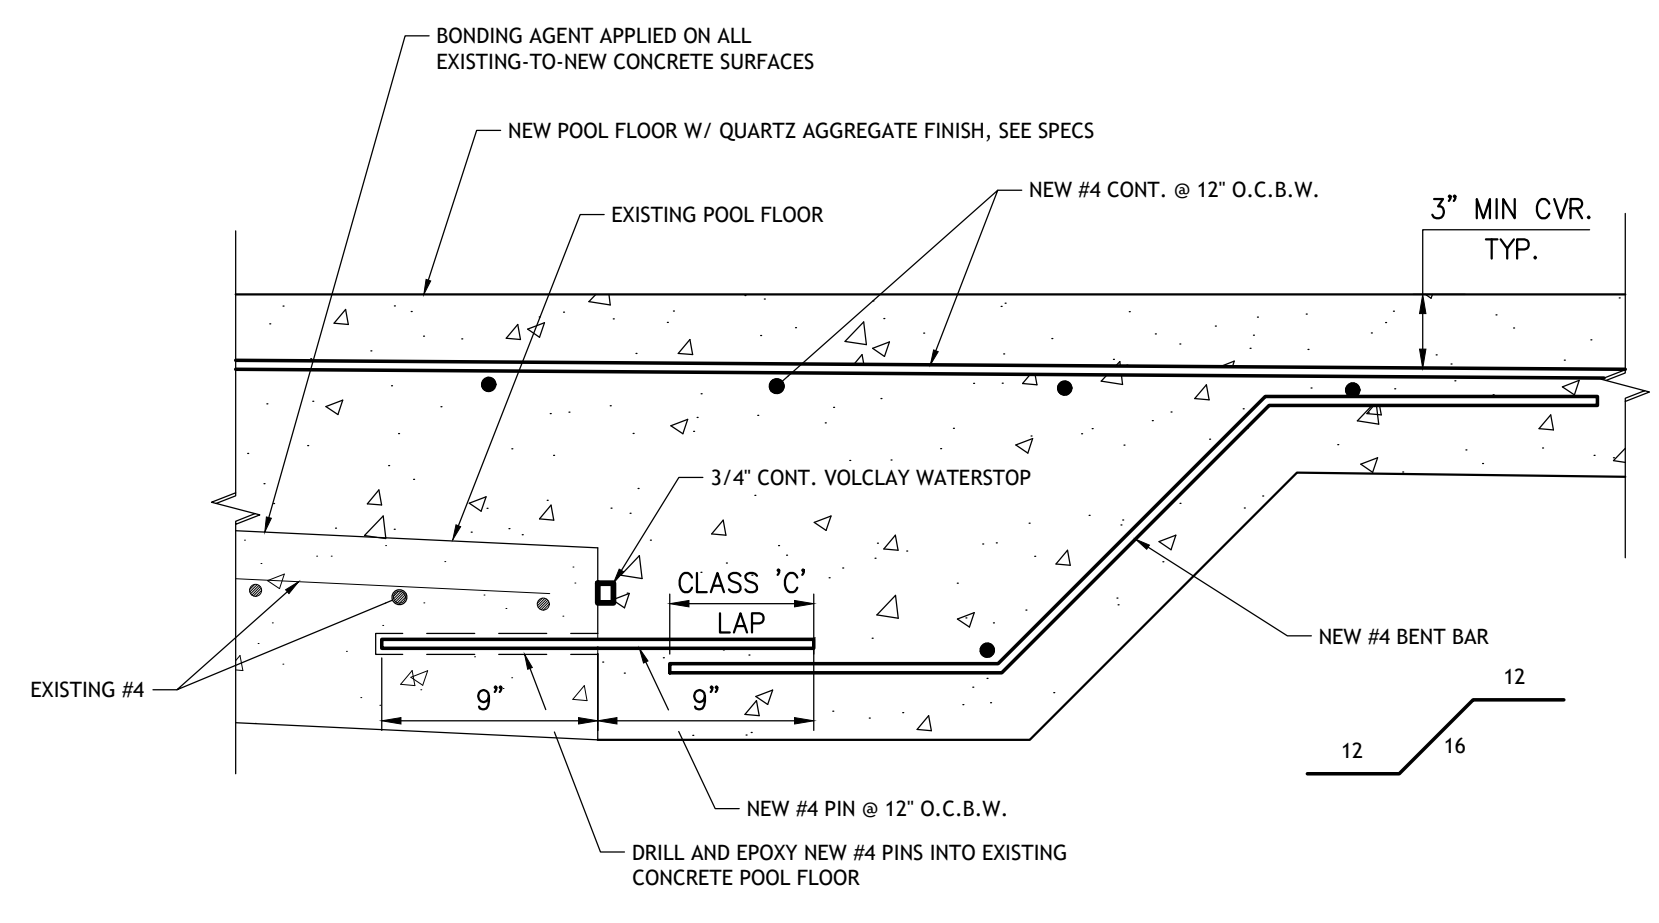 BONDING AGENT APPLIED ON ALL
EXISTING-TO-NEW CONCRETE SURFACES
NEW POOL FLOOR W/ QUARTZ AGGREGATE FINISH, SEE SPECS
NEW #4 CONT. @ 12" O.C.B.W.
EXISTING POOL FLOOR
3" MIN CVR.
TYP.
3/4" CONT. VOLCLAY WATERSTOP
CLASS 'C'
LAP
NEW #4 BENT BAR
EXISTING #4
9"
9"
12
16
12
NEW #4 PIN @ 12" O.C.B.W.
DRILL AND EPOXY NEW #4 PINS INTO EXISTING
CONCRETE POOL FLOOR